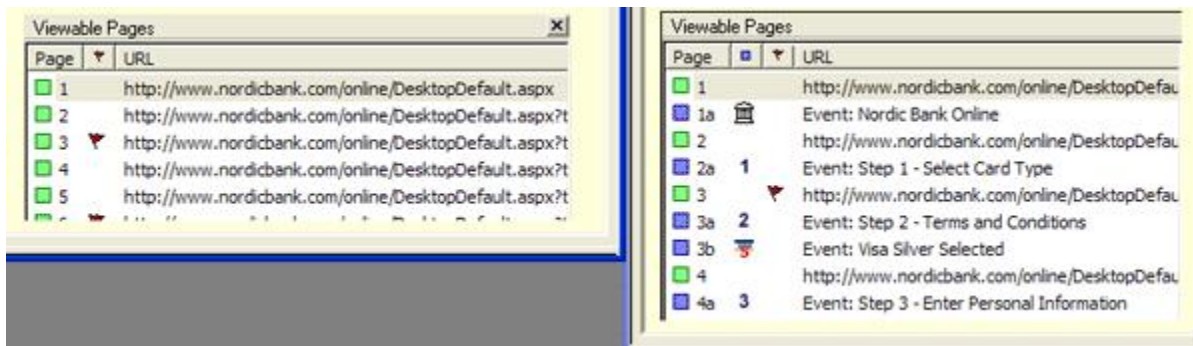 Viewable Pages
Page URL
1 http://www.nordicbank.com/online/DesktopDefault.aspx
2 http://www.nordicbank.com/online/DesktopDefault.aspx?t
3 http://www.nordicbank.com/online/DesktopDefault.aspx?t
4 http://www.nordicbank.com/online/DesktopDefault.aspx?t
5 http://www.nordicbank.com/online/DesktopDefault.aspx?t
Viewable Pages
Page URL
1 http://www.nordicbank.com/online/DesktopDefau
1a Event: Nordic Bank Online
2 http://www.nordicbank.com/online/DesktopDefau
2a 1 Event: Step 1 - Select Card Type
3 http://www.nordicbank.com/online/DesktopDefau
3a 2 Event: Step 2 - Terms and Conditions
3b Event: Visa Silver Selected
4 http://www.nordicbank.com/online/DesktopDefau
4a 3 Event: Step 3 - Enter Personal Information